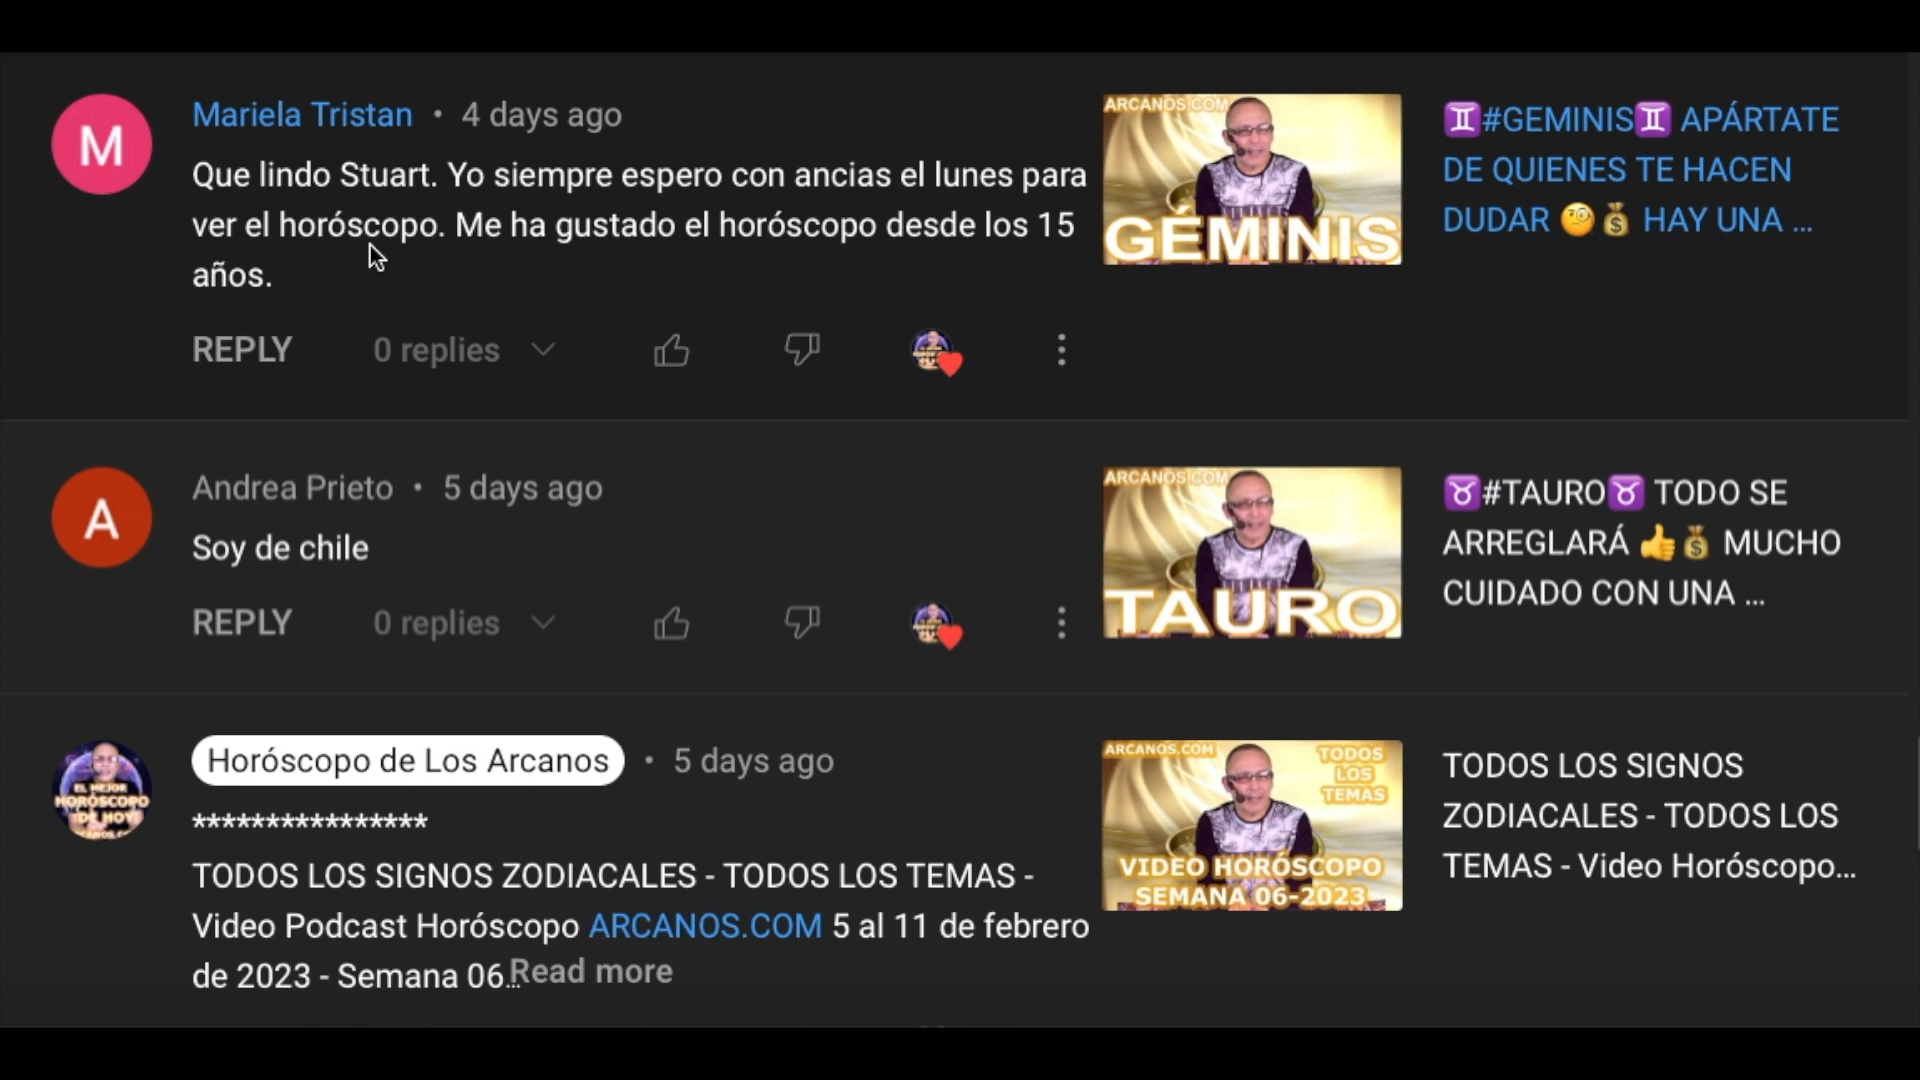 M
Mariela Tristan • 4 days ago
Que lindo Stuart. Yo siempre espero con ancias el lunes para
ver el horóscopo. Me ha gustado el horóscopo desde los 15
años.
REPLY 0 replies
ARCANOS.COM
GÉMINIS
♊#GEMINIS♊ APÁRTATE
DE QUIENES TE HACEN
DUDAR 🧐💰 HAY UNA ...
A
Andrea Prieto • 5 days ago
Soy de chile
REPLY 0 replies
ARCANOS.COM
TAURO
♉#TAURO♉ TODO SE
ARREGLARÁ 👍💰 MUCHO
CUIDADO CON UNA ...
EL MEJOR
HORÓSCOPO
DE HOY
Horóscopo de Los Arcanos • 5 days ago
****************
TODOS LOS SIGNOS ZODIACALES - TODOS LOS TEMAS -
Video Podcast Horóscopo ARCANOS.COM 5 al 11 de febrero
de 2023 - Semana 06... Read more
ARCANOS.COM
TODOS
LOS
TEMAS
VIDEO HORÓSCOPO
SEMANA 06-2023
TODOS LOS SIGNOS
ZODIACALES - TODOS LOS
TEMAS - Video Horóscopo...